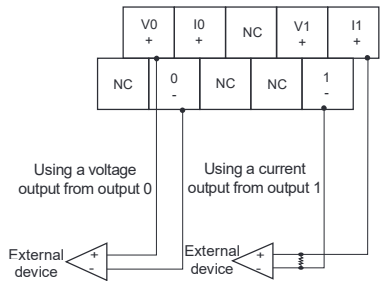 V0 I0 NC V1 I1
+ + + +
NC 0 NC NC 1
- -
Using a voltage
output from output 0
Using a current
output from output 1
External
device
+
-
External
device
+
-